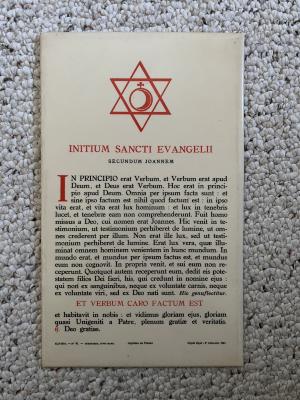 INITIUM SANCTI EVANGELII
SECUNDUM JOANNEM
IN PRINCIPIO erat Verbum, et Verbum erat apud
Deum, et Deus erat Verbum. Hoc erat in princi-
pio apud Deum. Omnia per ipsum facta sunt : et
sine ipso factum est nihil quod factum est : in ipso
vita erat, et vita erat lux hominum : et lux in tenebris
lucet, et tenebræ eam non comprehenderunt. Fuit homo
missus a Deo, cui nomen erat Joannes. Hic venit in te-
stimonium, ut testimonium perhiberet de lumine, ut om-
nes crederent per illum. Non erat ille lux, sed ut testi-
monium perhiberet de lumine. Erat lux vera, quæ illu-
minat omnem hominem venientem in hunc mundum. In
mundo erat, et mundus per ipsum factus est, et mundus
eum non cognovit. In propria venit, et sui eum non re-
ceperunt. Quotquot autem receperunt eum, dedit eis pote-
statem filios Dei fieri, his, qui credunt in nomine ejus :
qui non ex sanguinibus, neque ex voluntate carnis, neque
ex voluntate viri, sed ex Deo nati sunt. Hic genuflectitur.
ET VERBUM CARO FACTUM EST
et habitavit in nobis : et vidimus gloriam ejus, gloriam
quasi Unigeniti a Patre, plenum gratiæ et veritatis.
Deo gratias.